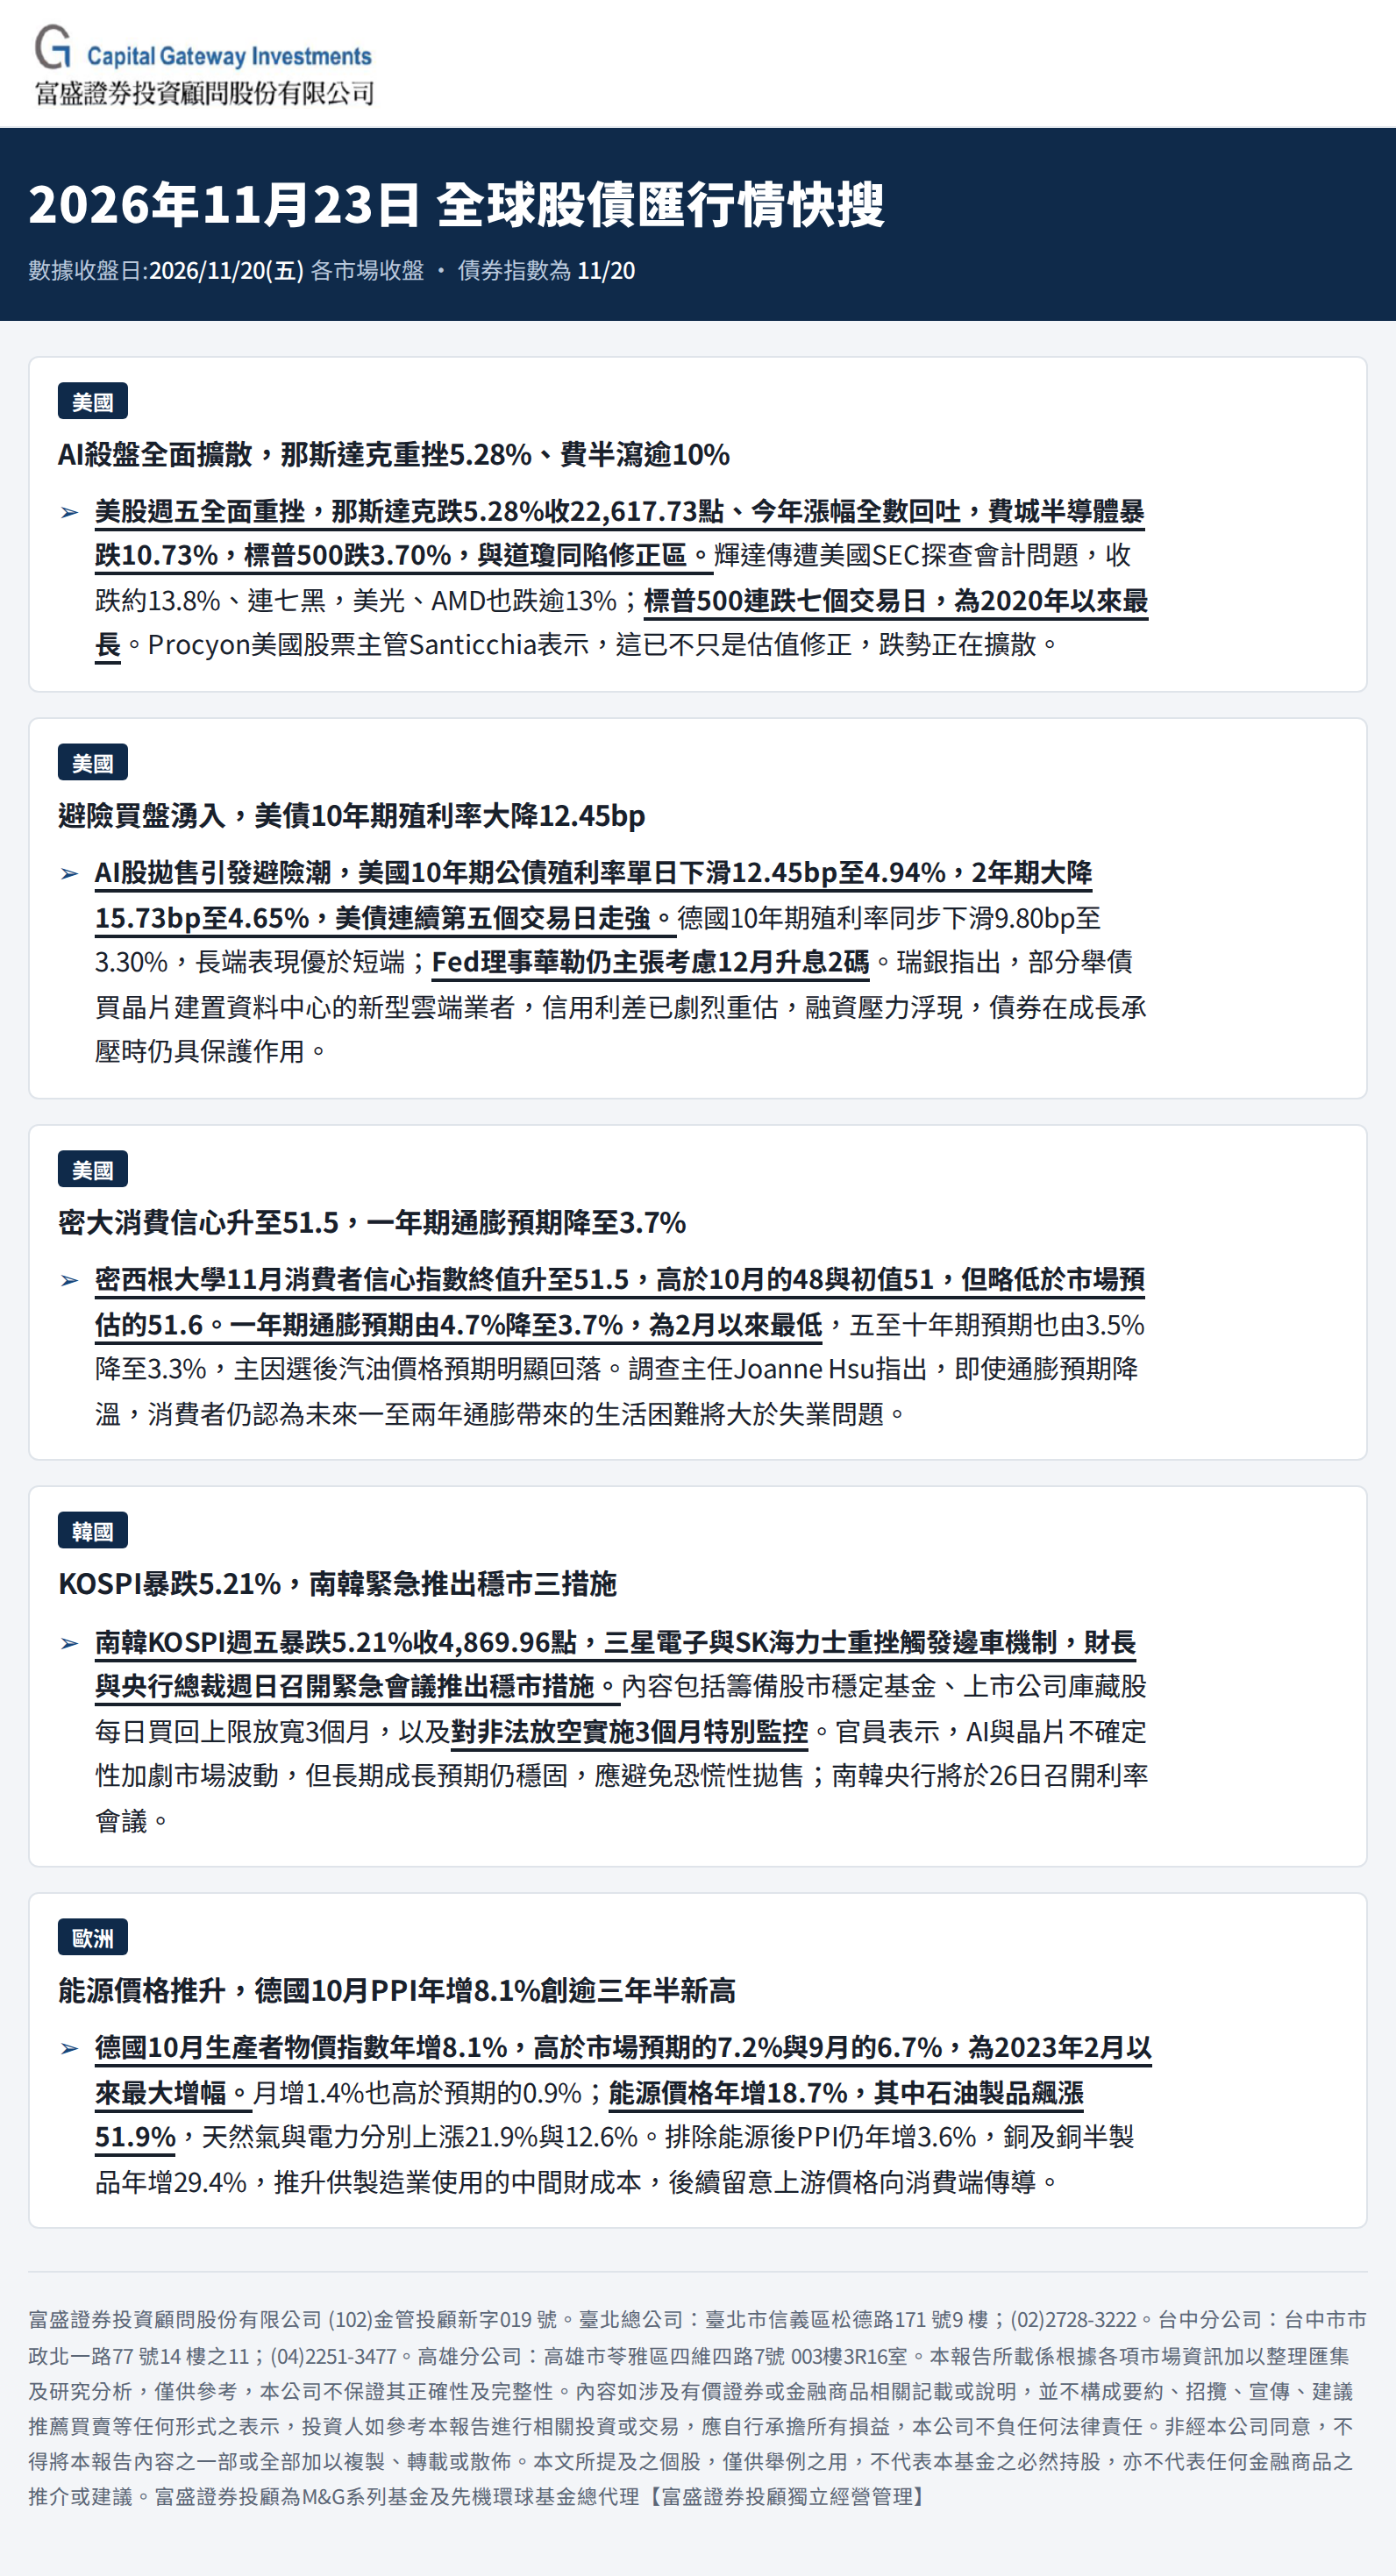 Capital Gateway Investments
富盛證券投資顧問股份有限公司
2026年11月23日 全球股債匯行情快搜
數據收盤日:2026/11/20(五) 各市場收盤 • 債券指數為 11/20
美國
AI殺盤全面擴散，那斯達克重挫5.28%、費半瀉逾10%
➢ 美股週五全面重挫，那斯達克跌5.28%收22,617.73點、今年漲幅全數回吐，費城半導體暴
跌10.73%，標普500跌3.70%，與道瓊同陷修正區。輝達傳遭美國SEC探查會計問題，收
跌約13.8%、連七黑，美光、AMD也跌逾13%；標普500連跌七個交易日，為2020年以來最
長。Procyon美國股票主管Santicchia表示，這已不只是估值修正，跌勢正在擴散。
美國
避險買盤湧入，美債10年期殖利率大降12.45bp
➢ AI股拋售引發避險潮，美國10年期公債殖利率單日下滑12.45bp至4.94%，2年期大降
15.73bp至4.65%，美債連續第五個交易日走強。德國10年期殖利率同步下滑9.80bp至
3.30%，長端表現優於短端；Fed理事華勒仍主張考慮12月升息2碼。瑞銀指出，部分舉債
買晶片建置資料中心的新型雲端業者，信用利差已劇烈重估，融資壓力浮現，債券在成長承
壓時仍具保護作用。
美國
密大消費信心升至51.5，一年期通膨預期降至3.7%
➢ 密西根大學11月消費者信心指數終值升至51.5，高於10月的48與初值51，但略低於市場預
估的51.6。一年期通膨預期由4.7%降至3.7%，為2月以來最低，五至十年期預期也由3.5%
降至3.3%，主因選後汽油價格預期明顯回落。調查主任Joanne Hsu指出，即使通膨預期降
溫，消費者仍認為未來一至兩年通膨帶來的生活困難將大於失業問題。
韓國
KOSPI暴跌5.21%，南韓緊急推出穩市三措施
➢ 南韓KOSPI週五暴跌5.21%收4,869.96點，三星電子與SK海力士重挫觸發邊車機制，財長
與央行總裁週日召開緊急會議推出穩市措施。內容包括籌備股市穩定基金、上市公司庫藏股
每日買回上限放寬3個月，以及對非法放空實施3個月特別監控。官員表示，AI與晶片不確定
性加劇市場波動，但長期成長預期仍穩固，應避免恐慌性拋售；南韓央行將於26日召開利率
會議。
歐洲
能源價格推升，德國10月PPI年增8.1%創逾三年半新高
➢ 德國10月生產者物價指數年增8.1%，高於市場預期的7.2%與9月的6.7%，為2023年2月以
來最大增幅。月增1.4%也高於預期的0.9%；能源價格年增18.7%，其中石油製品飆漲
51.9%，天然氣與電力分別上漲21.9%與12.6%。排除能源後PPI仍年增3.6%，銅及銅半製
品年增29.4%，推升供製造業使用的中間財成本，後續留意上游價格向消費端傳導。
富盛證券投資顧問股份有限公司 (102)金管投顧新字019 號。臺北總公司：臺北市信義區松德路171 號9 樓；(02)2728-3222。台中分公司：台中市市
政北一路77 號14 樓之11；(04)2251-3477。高雄分公司：高雄市苓雅區四維四路7號 003樓3R16室。本報告所載係根據各項市場資訊加以整理匯集
及研究分析，僅供參考，本公司不保證其正確性及完整性。內容如涉及有價證券或金融商品相關記載或說明，並不構成要約、招攬、宣傳、建議
推薦買賣等任何形式之表示，投資人如參考本報告進行相關投資或交易，應自行承擔所有損益，本公司不負任何法律責任。非經本公司同意，不
得將本報告內容之一部或全部加以複製、轉載或散佈。本文所提及之個股，僅供舉例之用，不代表本基金之必然持股，亦不代表任何金融商品之
推介或建議。富盛證券投顧為M&G系列基金及先機環球基金總代理【富盛證券投顧獨立經營管理】